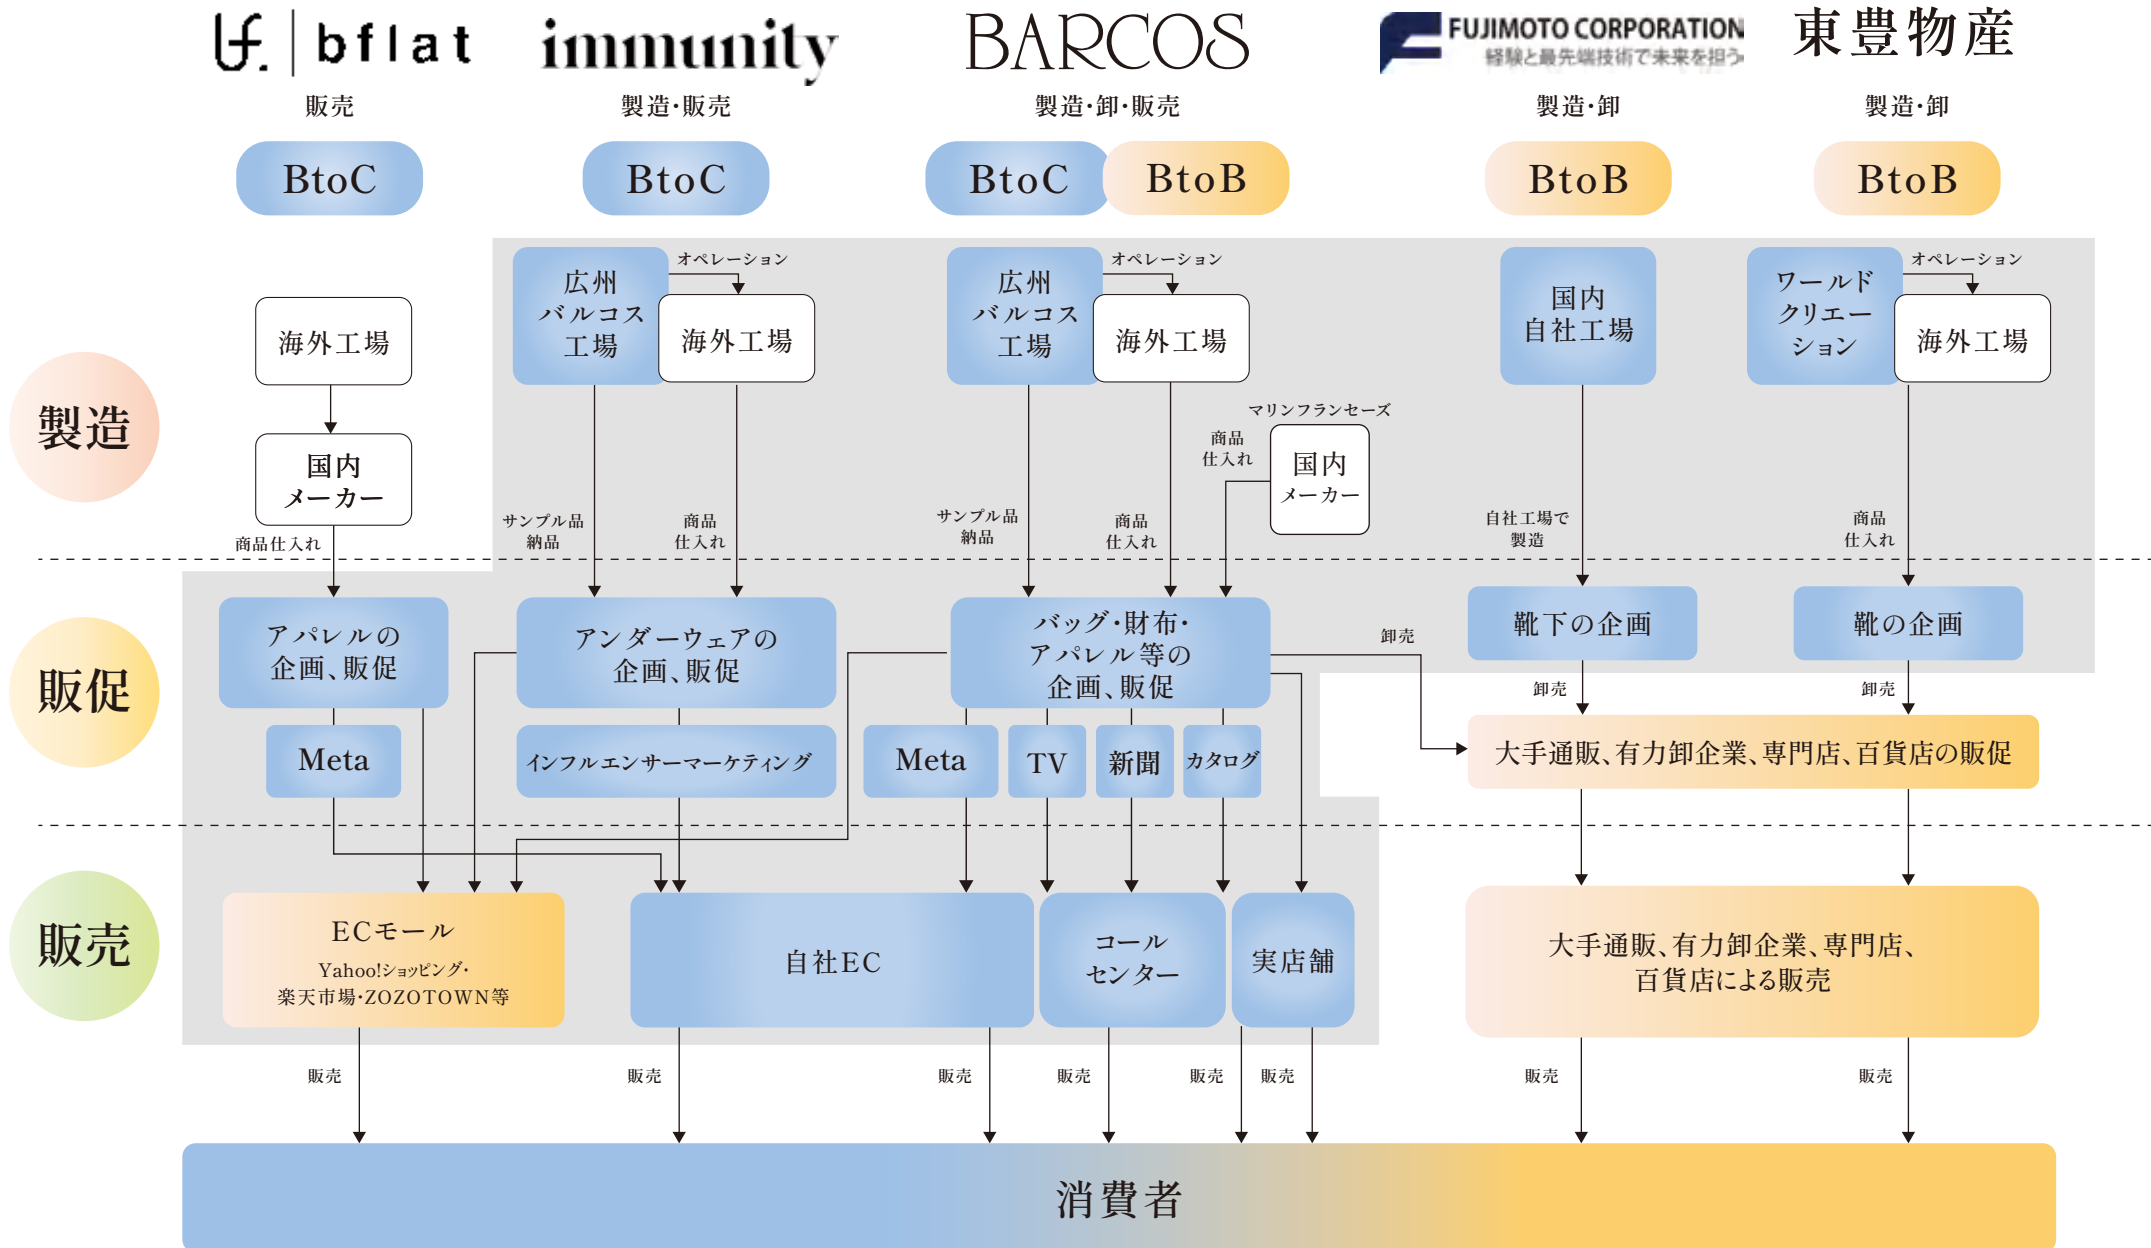 bflat
immunity
BARCOS
FUJIMOTO CORPORATION
経験と最先端技術で未来を担う
東豊物産
販売
製造・販売
製造・卸・販売
製造・卸
製造・卸
BtoC
BtoC
BtoC
BtoB
BtoB
BtoB
製造
海外工場
国内
メーカー
商品仕入れ
広州
バルコス
工場
オペレーション
海外工場
サンプル品
納品
商品
仕入れ
広州
バルコス
工場
オペレーション
海外工場
マリンフランセーズ
商品
仕入れ
国内
メーカー
サンプル品
納品
商品
仕入れ
国内
自社工場
自社工場で
製造
ワールド
クリエー
ション
オペレーション
海外工場
商品
仕入れ
販促
アパレルの
企画、販促
Meta
アンダーウェアの
企画、販促
インフルエンサーマーケティング
バッグ・財布・
アパレル等の
企画、販促
Meta
TV
新聞
カタログ
卸売
靴下の企画
卸売
靴の企画
卸売
大手通販、有力卸企業、専門店、百貨店の販促
販売
ECモール
Yahoo!ショッピング・
楽天市場・ZOZOTOWN等
自社EC
コール
センター
実店舗
大手通販、有力卸企業、専門店、
百貨店による販売
販売
販売
販売
販売
販売
販売
販売
販売
消費者